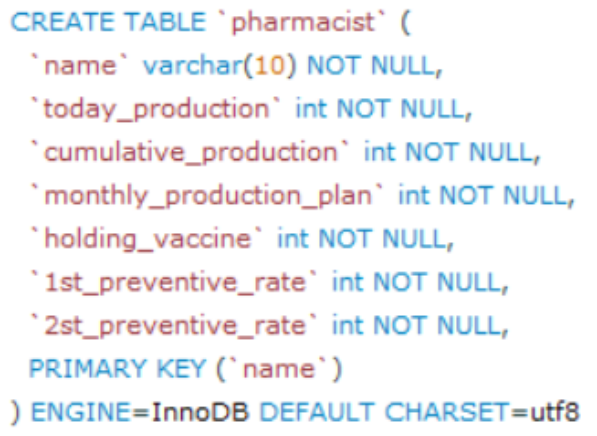 CREATE TABLE `pharmacist` (
`name` varchar(10) NOT NULL,
`today_production` int NOT NULL,
`cumulative_production` int NOT NULL,
`monthly_production_plan` int NOT NULL,
`holding_vaccine` int NOT NULL,
`1st_preventive_rate` int NOT NULL,
`2st_preventive_rate` int NOT NULL,
PRIMARY KEY (`name`)
) ENGINE=InnoDB DEFAULT CHARSET=utf8